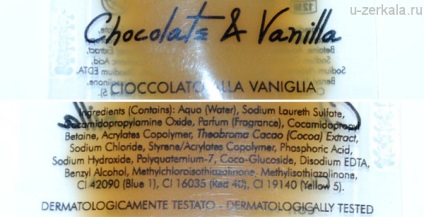 u-zerkala.ru
Chocolate & Vanilla
CIOCCOLATO ALLA VANIGLIA
Ingredients (Contains): Aqua (Water), Sodium Laureth Sulfate,
Cocamidopropylamine Oxide, Parfum (Fragrance), Cocamidopropyl
Betaine, Acrylates Copolymer, Theobroma Cacao (Cocoa) Extract,
Sodium Chloride, Styrene/Acrylates Copolymer, Phosphoric Acid,
Sodium Hydroxide, Polyquaternium-7, Coco-Glucoside, Disodium EDTA,
Benzyl Alcohol, Methylchloroisothiazolinone, Methylisothiazolinone,
CI 42090 (Blue 1), CI 16035 (Red 40), CI 19140 (Yellow 5).
DERMATOLOGICAMENTE TESTATO - DERMATOLOGICALLY TESTED